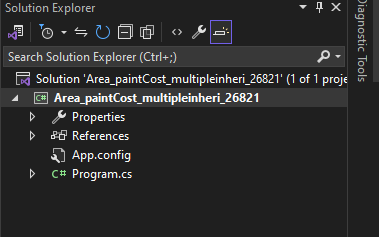 Solution Explorer
Search Solution Explorer (Ctrl+;)
Solution 'Area_paintCost_multipleinheri_26821' (1 of 1 proje
C# Area_paintCost_multipleinheri_26821
Properties
References
App.config
C# Program.cs
Diagnostic Tools